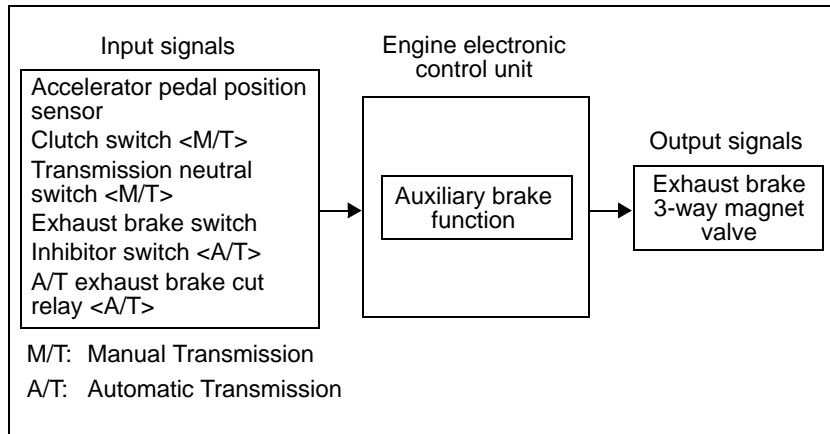 Input signals
Accelerator pedal position
sensor
Clutch switch <M/T>
Transmission neutral
switch <M/T>
Exhaust brake switch
Inhibitor switch <A/T>
A/T exhaust brake cut
relay <A/T>
Engine electronic
control unit
Auxiliary brake
function
Output signals
Exhaust brake
3-way magnet
valve
M/T: Manual Transmission
A/T: Automatic Transmission